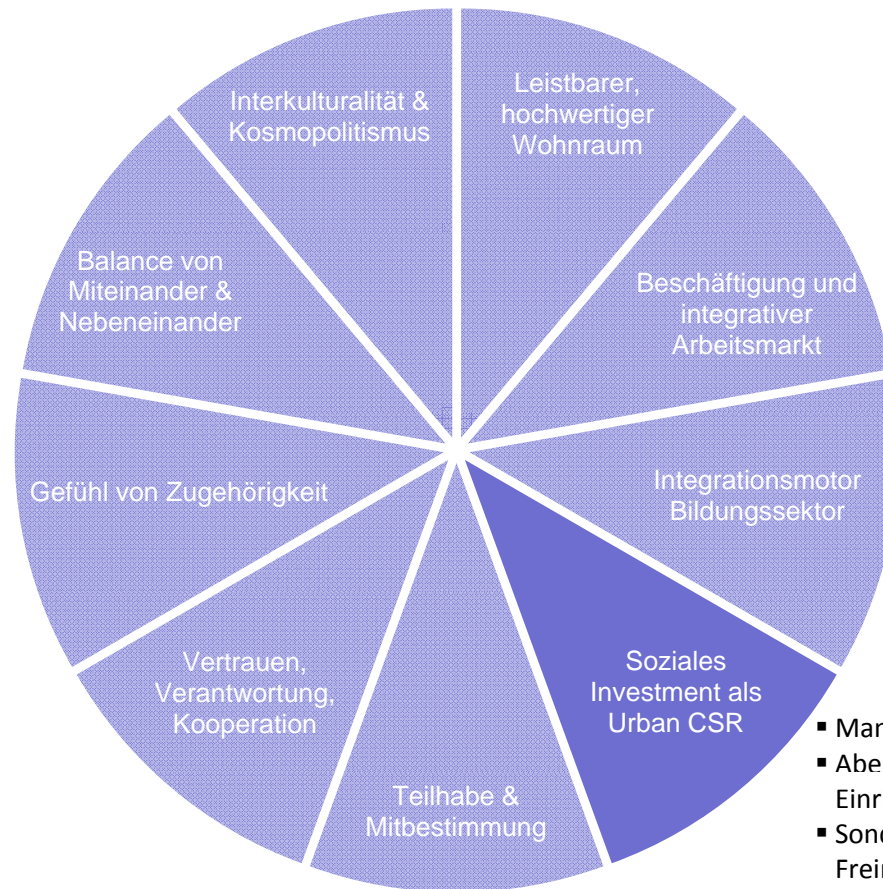 Interkulturalität &
Kosmopolitismus
Leistbarer,
hochwertiger
Wohnraum
Beschäftigung und
integrativer
Arbeitsmarkt
Integrationsmotor
Bildungssektor
Soziales
Investment als
Urban CSR
Teilhabe &
Mitbestimmung
Vertrauen,
Verantwortung,
Kooperation
Gefühl von Zugehörigkeit
Balance von
Miteinander &
Nebeneinander